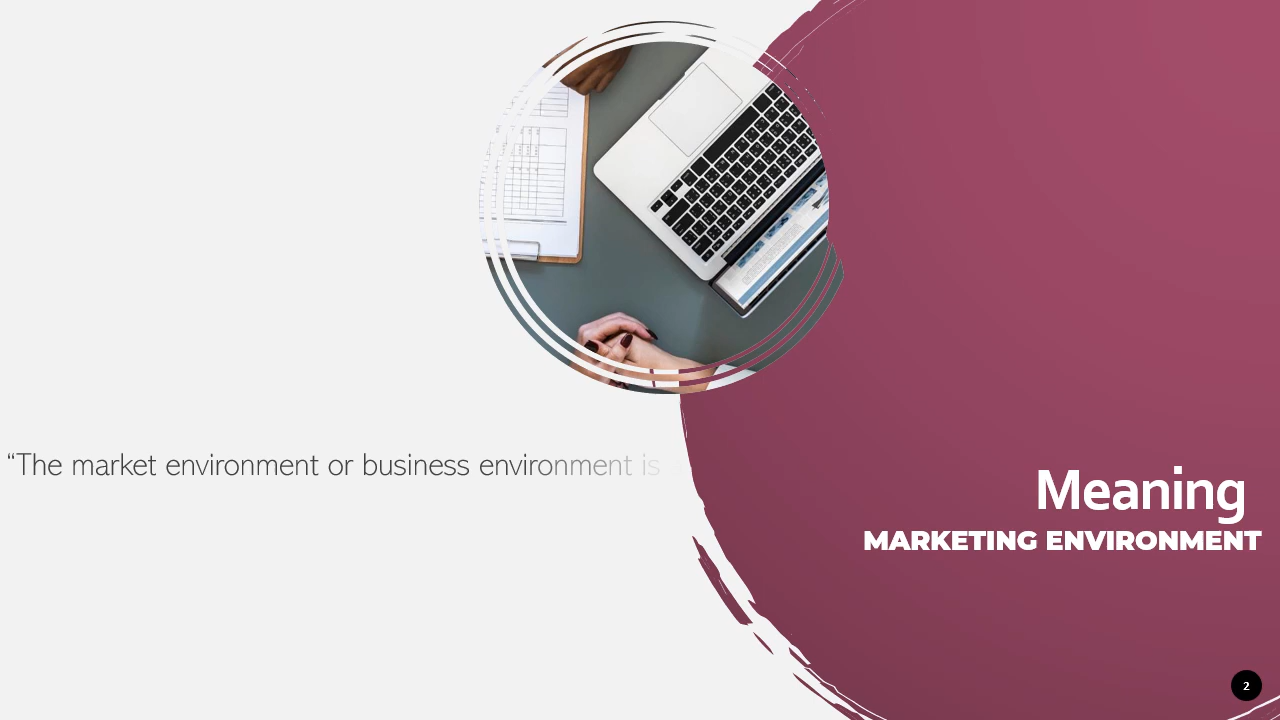 “The market environment or business environment is
Meaning
MARKETING ENVIRONMENT
2